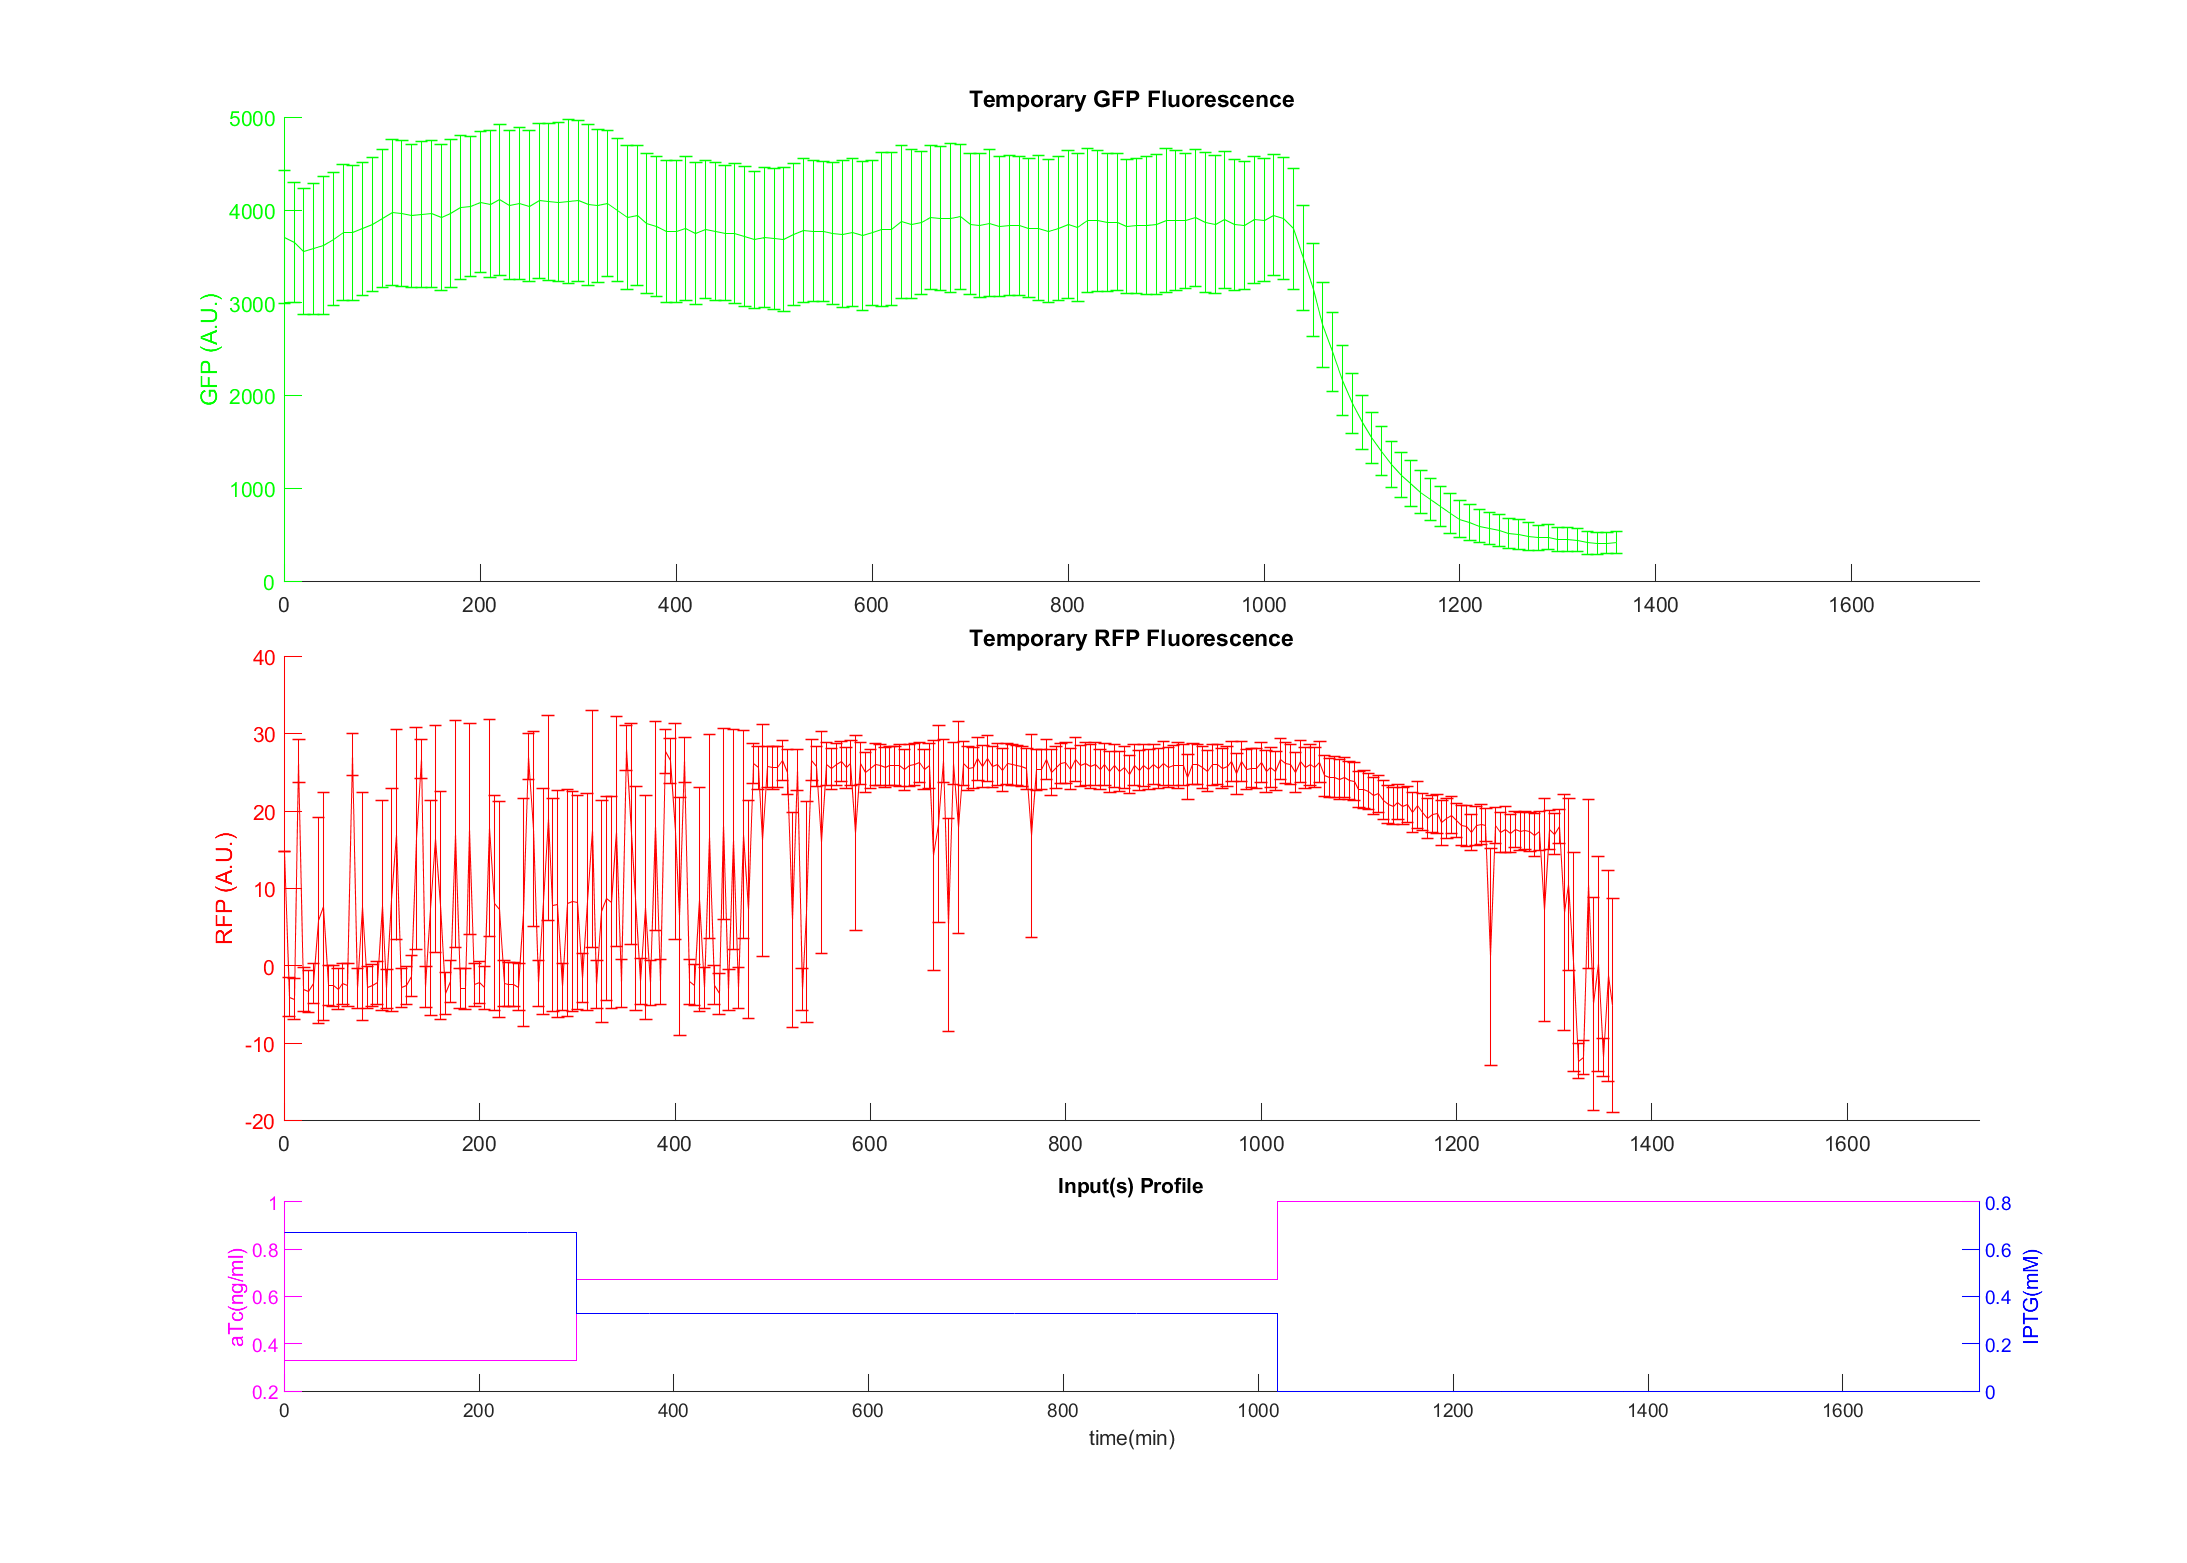 Temporary GFP Fluorescence
GFP (A.U.)
5000
4000
3000
2000
1000
0
0 200 400 600 800 1000 1200 1400 1600
Temporary RFP Fluorescence
RFP (A.U.)
40
30
20
10
0
-10
-20
0 200 400 600 800 1000 1200 1400 1600
Input(s) Profile
aTc(ng/ml)
1
0.8
0.6
0.4
0.2
0.8
0.6
0.4
0.2
0
IPTG(mM)
0 200 400 600 800 1000 1200 1400 1600
time(min)